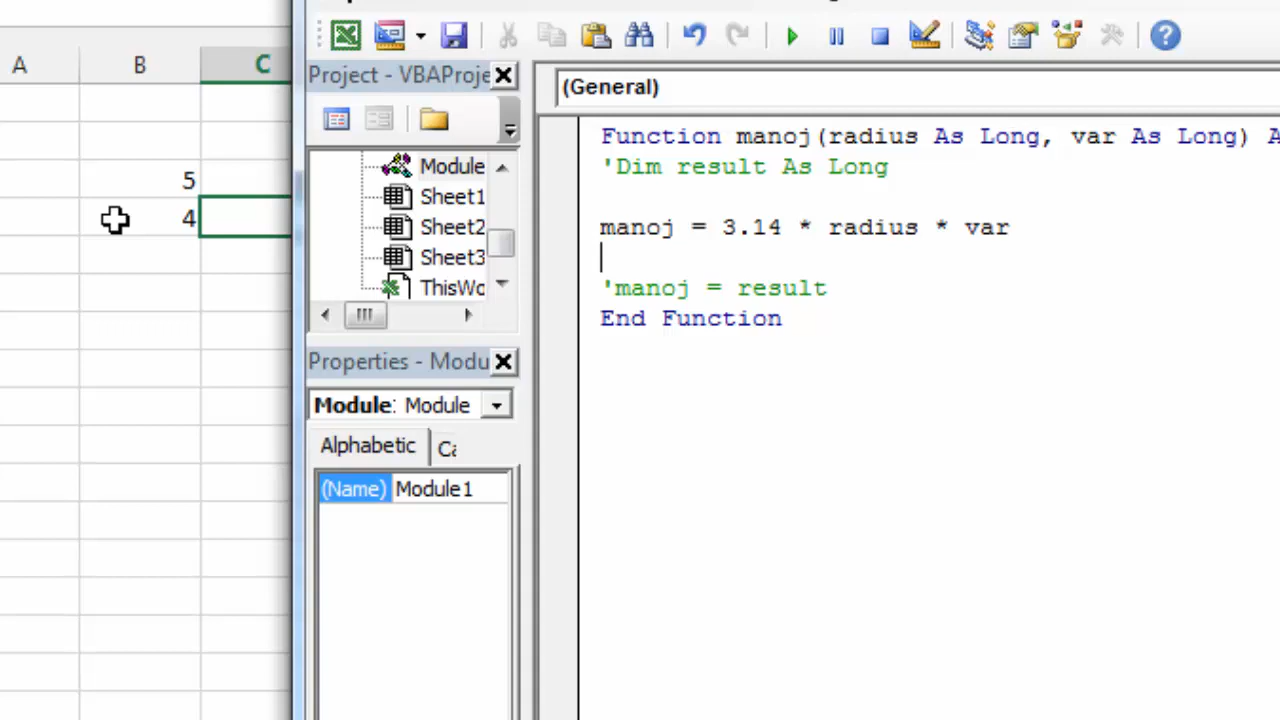 A B C
5
4
Project - VBAProje
Module
Sheet1
Sheet2
Sheet3
ThisWo
Properties - Modu
Module: Module
Alphabetic Ca
(Name) Module1
(General)
Function manoj(radius As Long, var As Long) A
'Dim result As Long
manoj = 3.14 * radius * var
'manoj = result
End Function